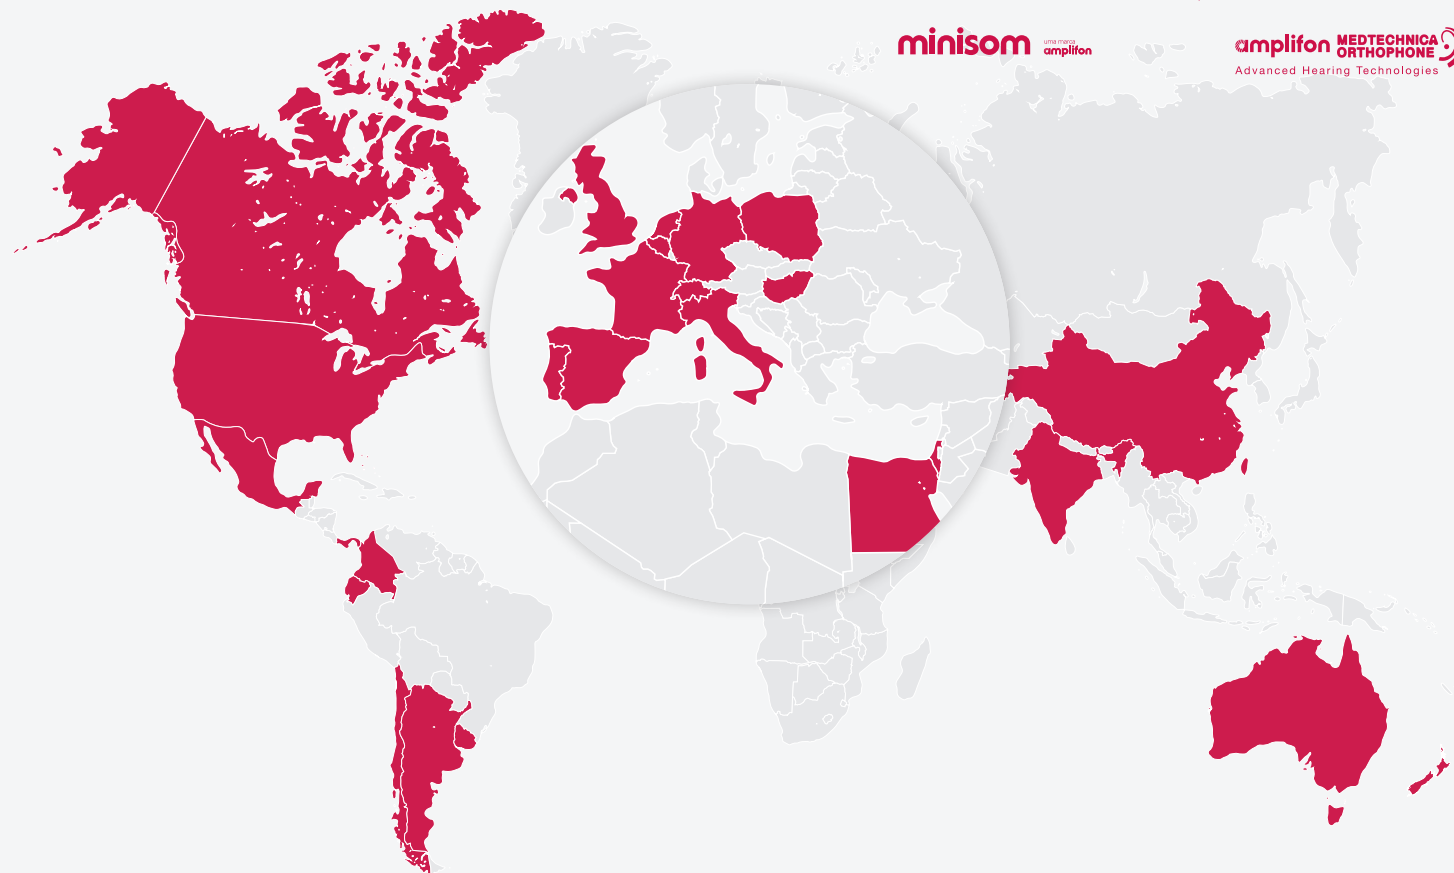 minisom
uma marca
amplifon
amplifon MEDTECHNICA
ORTHOPHONE
Advanced Hearing Technologies